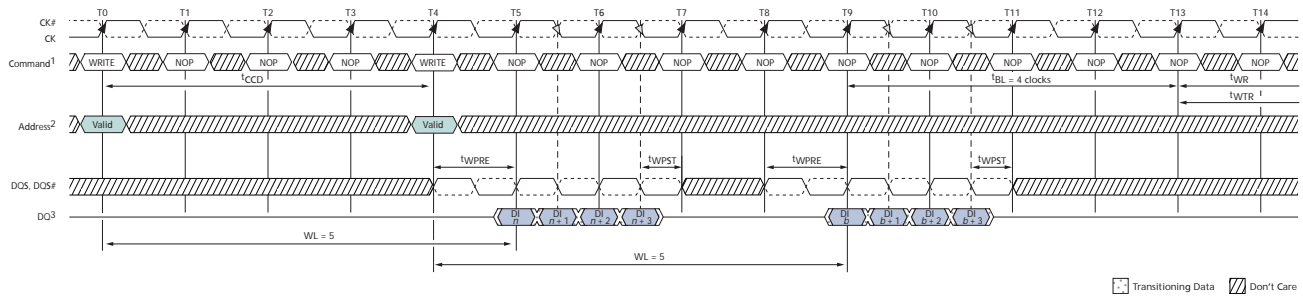 T0 T1 T2 T3 T4 T5 T6 T7 T8 T9 T10 T11 T12 T13 T14
CK#
CK
Command1 WRITE NOP NOP NOP WRITE NOP NOP NOP NOP NOP NOP NOP NOP NOP NOP
tCCD tBL = 4 clocks tWR
tWTR
Address2 Valid Valid
tWPRE tWPST tWPRE tWPST
DQS, DQS#
DQ3 DI n DI n + 1 DI n + 2 DI n + 3 DI b DI b + 1 DI b + 2 DI b + 3
WL = 5
WL = 5
Transitioning Data Don't Care